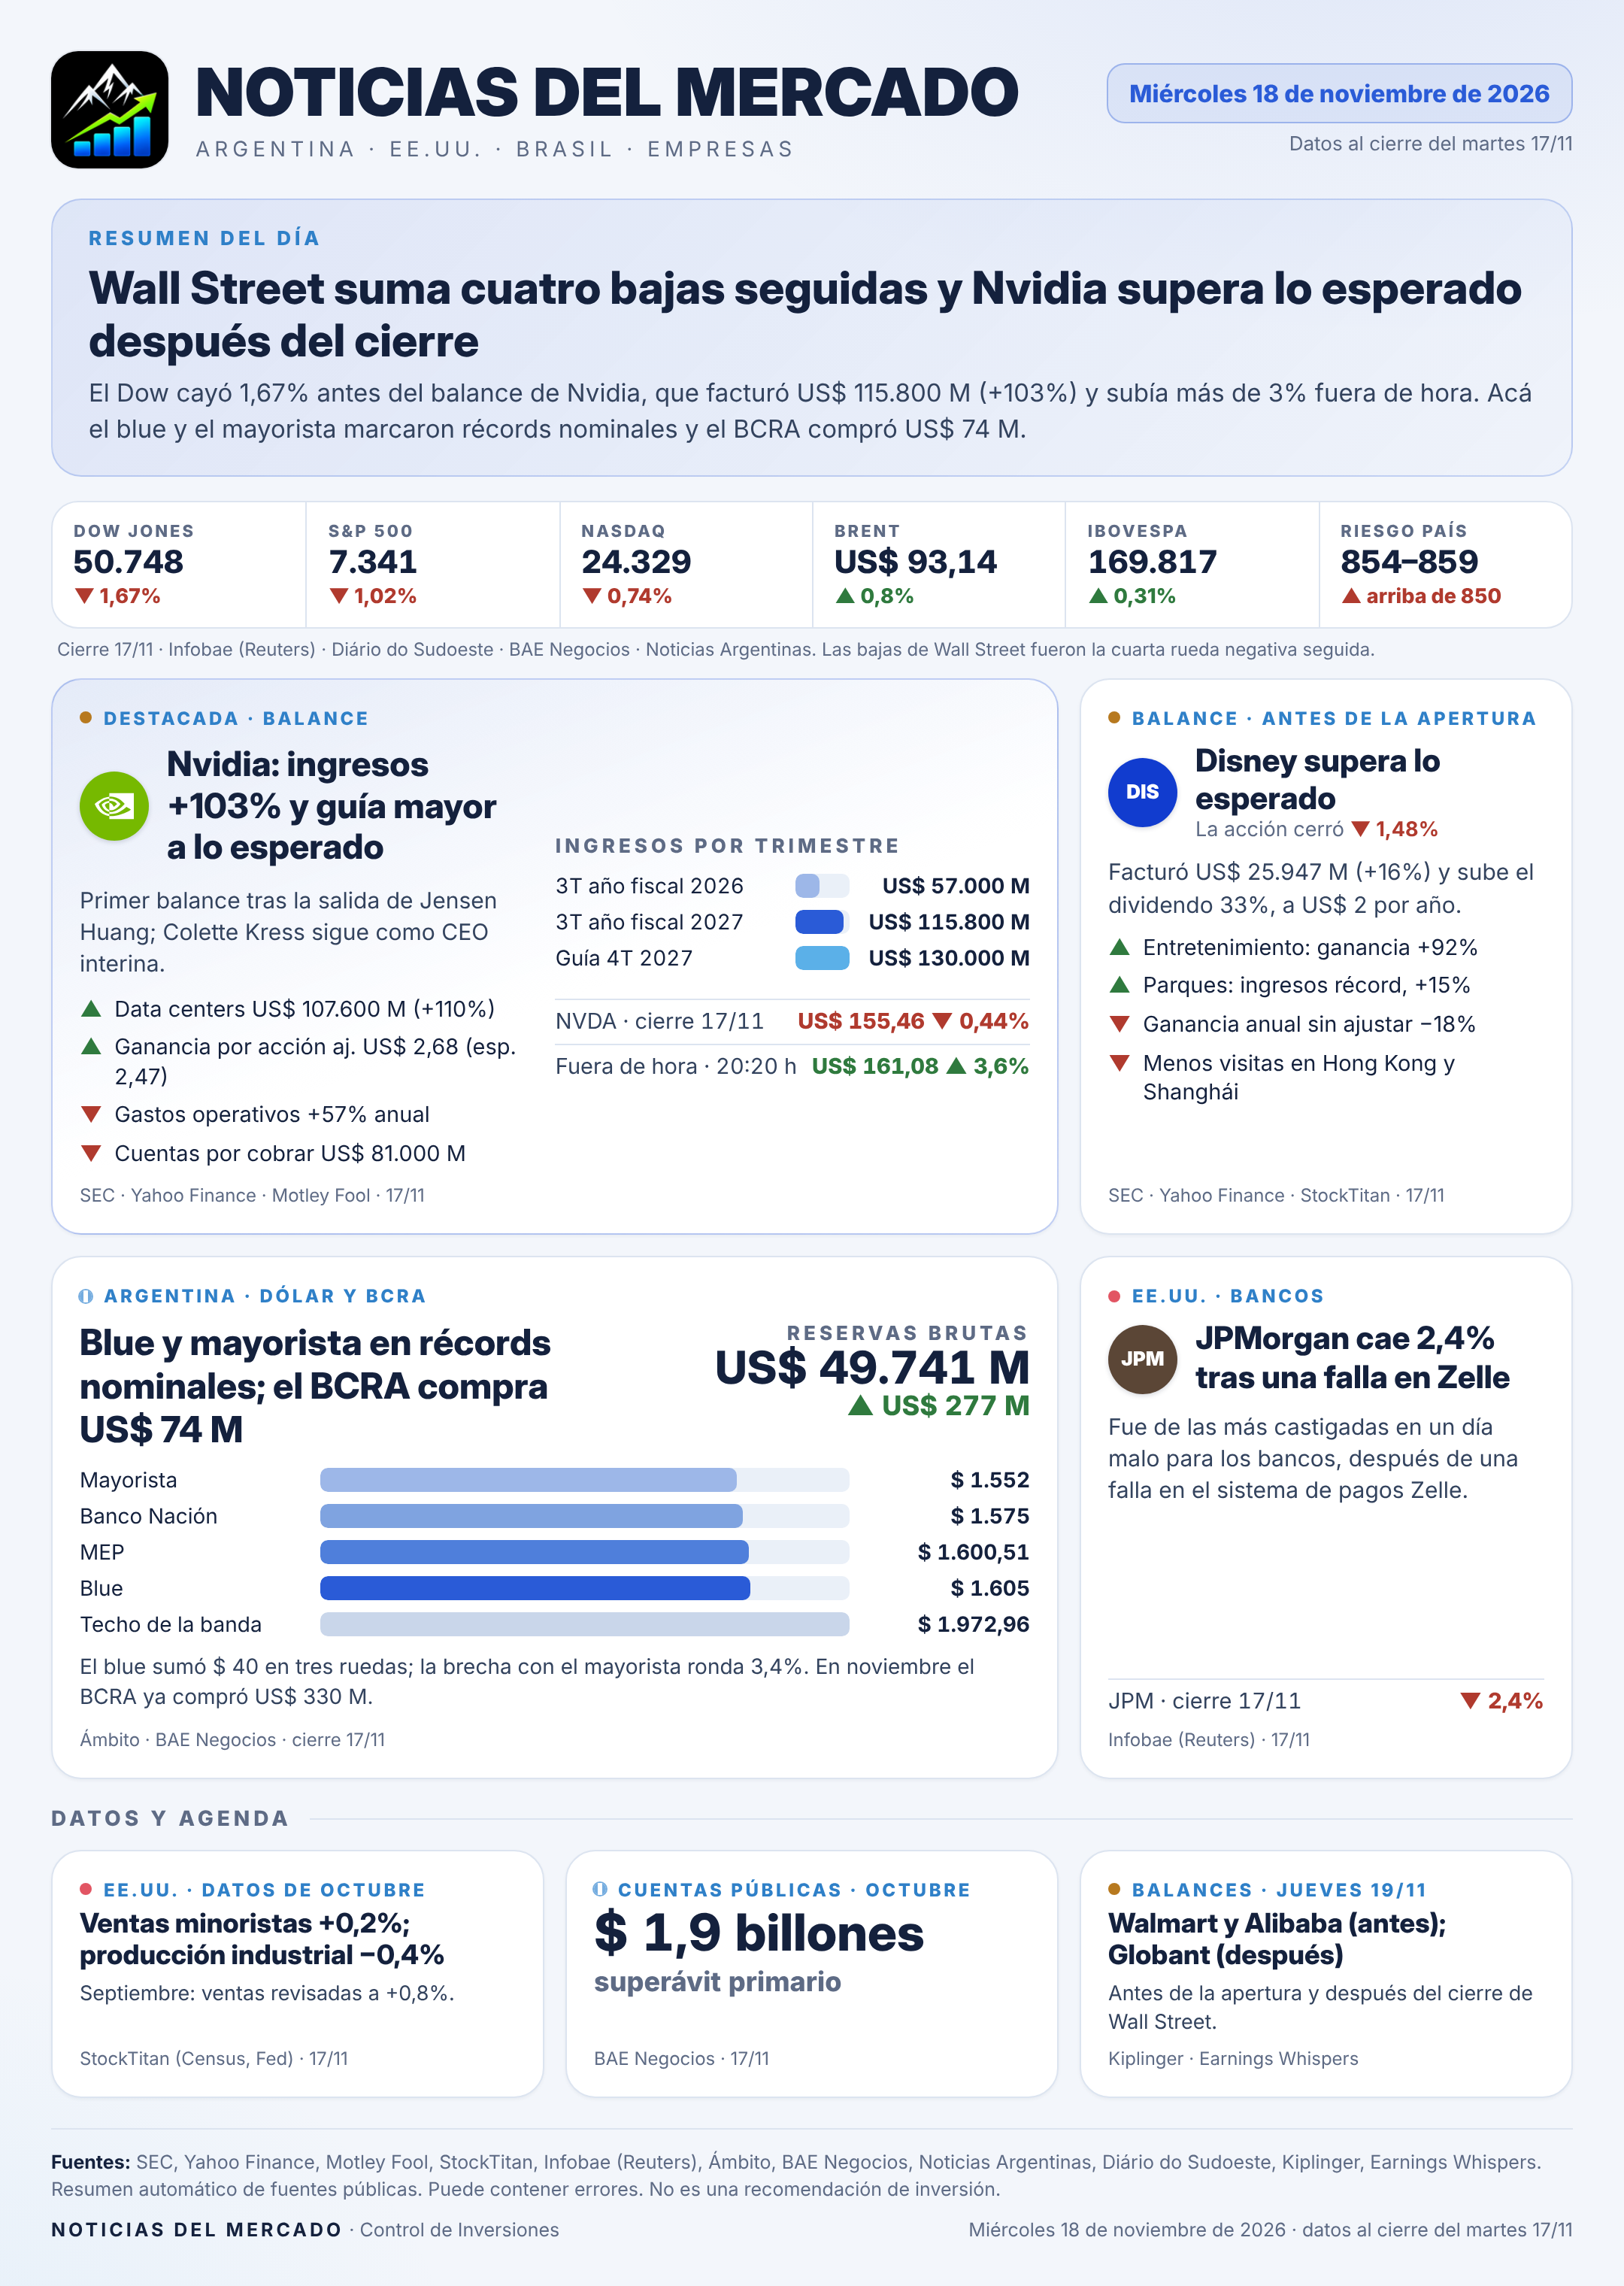 NOTICIAS DEL MERCADO
ARGENTINA · EE.UU. · BRASIL · EMPRESAS
Miércoles 18 de noviembre de 2026
Datos al cierre del martes 17/11
RESUMEN DEL DÍA
Wall Street suma cuatro bajas seguidas y Nvidia supera lo esperado
después del cierre
El Dow cayó 1,67% antes del balance de Nvidia, que facturó US$ 115.800 M (+103%) y subía más de 3% fuera de hora. Acá
el blue y el mayorista marcaron récords nominales y el BCRA compró US$ 74 M.
DOW JONES
50.748
▼ 1,67%
S&P 500
7.341
▼ 1,02%
NASDAQ
24.329
▼ 0,74%
BRENT
US$ 93,14
▲ 0,8%
IBOVESPA
169.817
▲ 0,31%
RIESGO PAÍS
854–859
▲ arriba de 850
Cierre 17/11 · Infobae (Reuters) · Diário do Sudoeste · BAE Negocios · Noticias Argentinas. Las bajas de Wall Street fueron la cuarta rueda negativa seguida.
DESTACADA · BALANCE
Nvidia: ingresos
+103% y guía mayor
a lo esperado
Primer balance tras la salida de Jensen
Huang; Colette Kress sigue como CEO
interina.
▲ Data centers US$ 107.600 M (+110%)
▲ Ganancia por acción aj. US$ 2,68 (esp.
2,47)
▼ Gastos operativos +57% anual
▼ Cuentas por cobrar US$ 81.000 M
SEC · Yahoo Finance · Motley Fool · 17/11
INGRESOS POR TRIMESTRE
3T año fiscal 2026 US$ 57.000 M
3T año fiscal 2027 US$ 115.800 M
Guía 4T 2027 US$ 130.000 M
NVDA · cierre 17/11 US$ 155,46 ▼ 0,44%
Fuera de hora · 20:20 h US$ 161,08 ▲ 3,6%
BALANCE · ANTES DE LA APERTURA
DIS
Disney supera lo
esperado
La acción cerró ▼ 1,48%
Facturó US$ 25.947 M (+16%) y sube el
dividendo 33%, a US$ 2 por año.
▲ Entretenimiento: ganancia +92%
▲ Parques: ingresos récord, +15%
▼ Ganancia anual sin ajustar −18%
▼ Menos visitas en Hong Kong y
Shanghái
SEC · Yahoo Finance · StockTitan · 17/11
ARGENTINA · DÓLAR Y BCRA
Blue y mayorista en récords
nominales; el BCRA compra
US$ 74 M
RESERVAS BRUTAS
US$ 49.741 M
▲ US$ 277 M
Mayorista $ 1.552
Banco Nación $ 1.575
MEP $ 1.600,51
Blue $ 1.605
Techo de la banda $ 1.972,96
El blue sumó $ 40 en tres ruedas; la brecha con el mayorista ronda 3,4%. En noviembre el
BCRA ya compró US$ 330 M.
Ámbito · BAE Negocios · cierre 17/11
EE.UU. · BANCOS
JPM
JPMorgan cae 2,4%
tras una falla en Zelle
Fue de las más castigadas en un día
malo para los bancos, después de una
falla en el sistema de pagos Zelle.
JPM · cierre 17/11 ▼ 2,4%
Infobae (Reuters) · 17/11
DATOS Y AGENDA
EE.UU. · DATOS DE OCTUBRE
Ventas minoristas +0,2%;
producción industrial −0,4%
Septiembre: ventas revisadas a +0,8%.
StockTitan (Census, Fed) · 17/11
CUENTAS PÚBLICAS · OCTUBRE
$ 1,9 billones
superávit primario
BAE Negocios · 17/11
BALANCES · JUEVES 19/11
Walmart y Alibaba (antes);
Globant (después)
Antes de la apertura y después del cierre de
Wall Street.
Kiplinger · Earnings Whispers
Fuentes: SEC, Yahoo Finance, Motley Fool, StockTitan, Infobae (Reuters), Ámbito, BAE Negocios, Noticias Argentinas, Diário do Sudoeste, Kiplinger, Earnings Whispers.
Resumen automático de fuentes públicas. Puede contener errores. No es una recomendación de inversión.
NOTICIAS DEL MERCADO · Control de Inversiones
Miércoles 18 de noviembre de 2026 · datos al cierre del martes 17/11